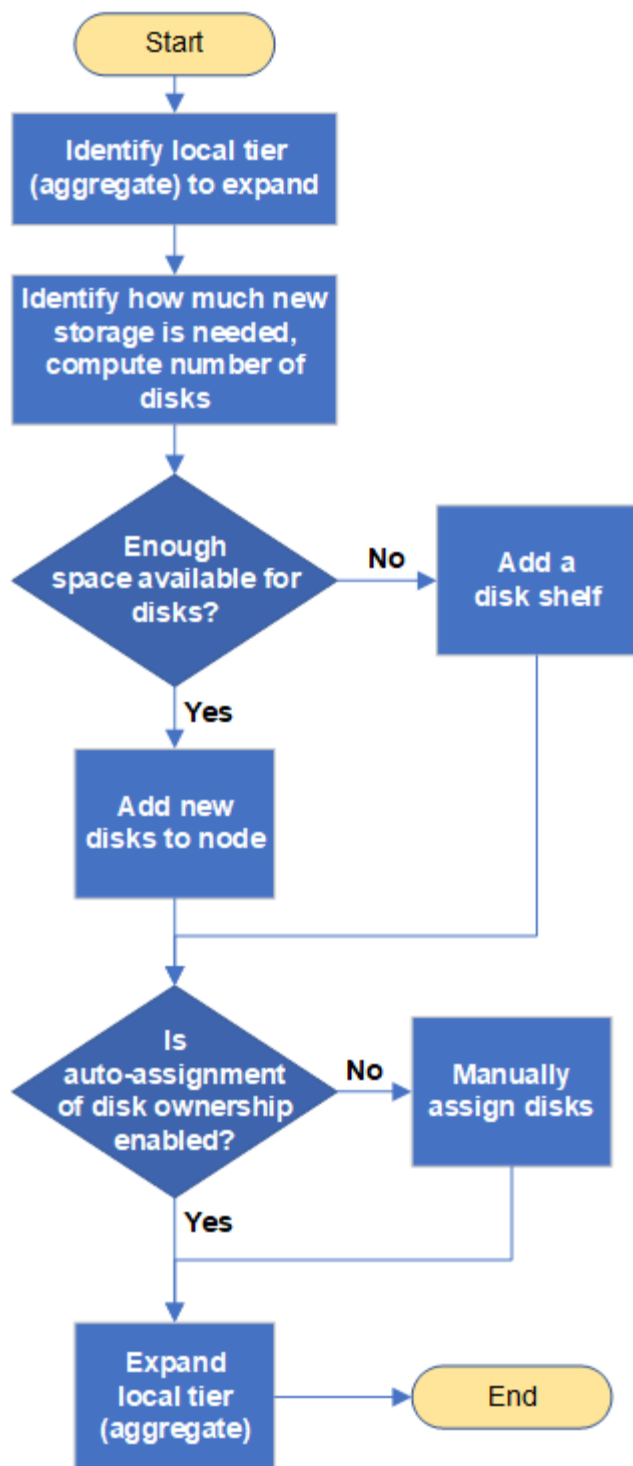 Start
Identify local tier
(aggregate) to expand
Identify how much new
storage is needed,
compute number of
disks
Enough
space available for
disks?
No
Add a
disk shelf
Yes
Add new
disks to node
Is
auto-assignment
of disk ownership
enabled?
No
Manually
assign disks
Yes
Expand
local tier
(aggregate)
End